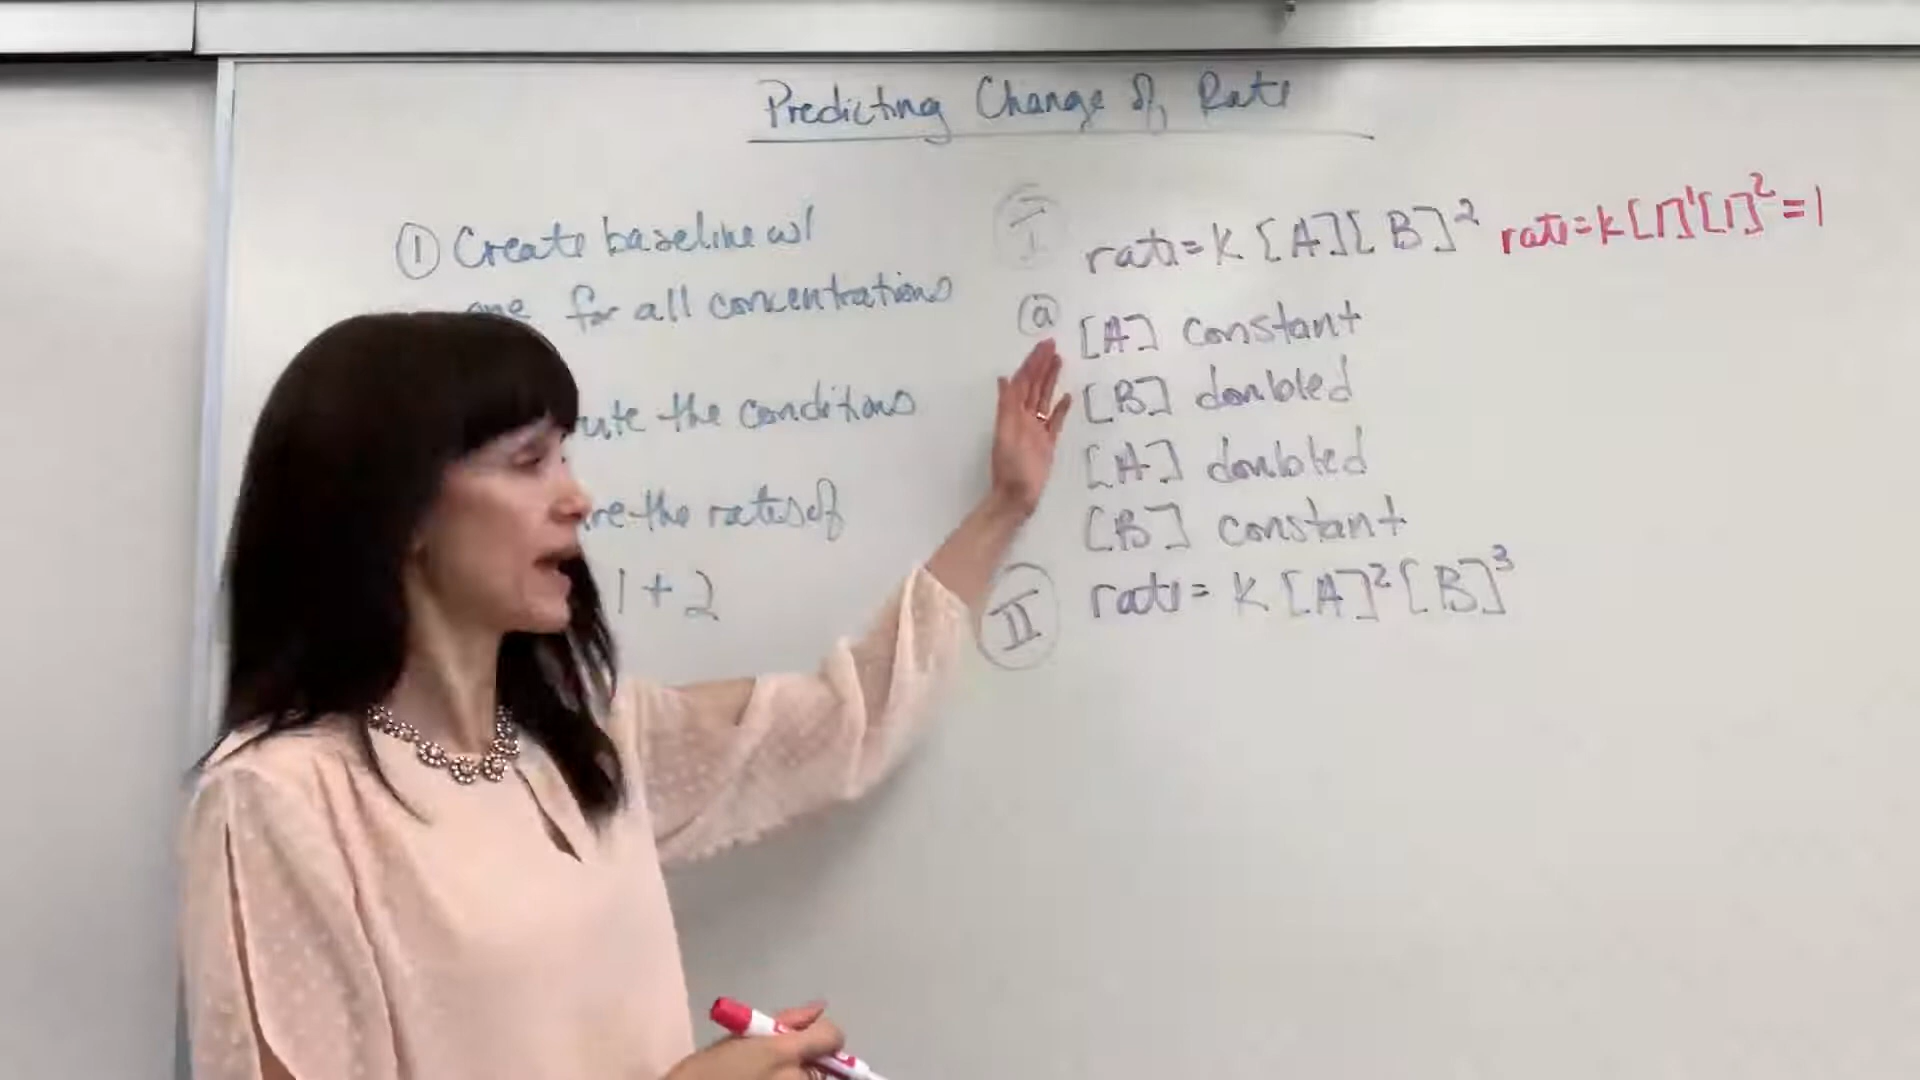 Predicting Change of Rate
① Create baseline w/
one for all concentrations
the conditions
the rates of
1 + 2
I
rate = k [A][B]² rate = k [1]¹[1]² = 1
ⓐ [A] constant
[B] doubled
[A] doubled
[B] constant
II rate = k [A]²[B]³